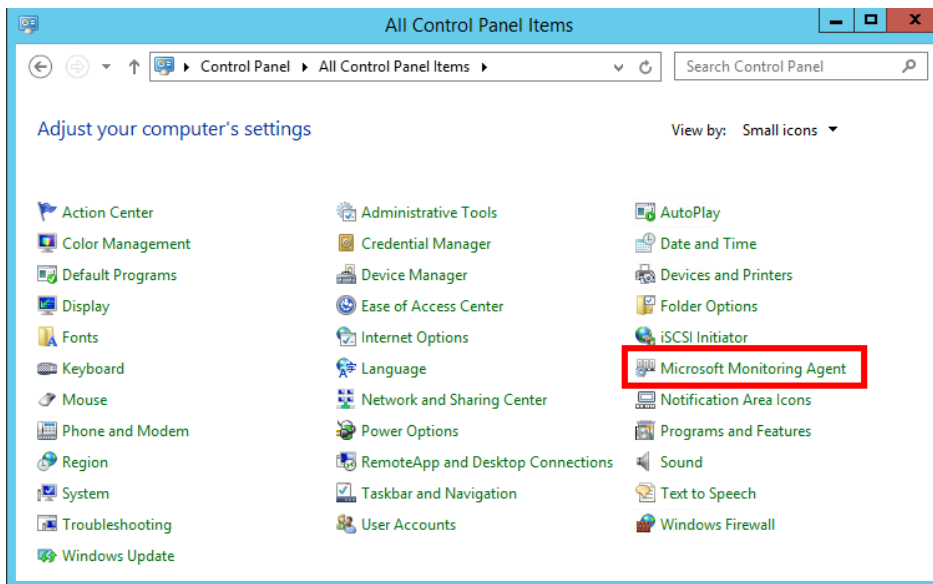 All Control Panel Items
Control Panel All Control Panel Items Search Control Panel
Adjust your computer's settings View by: Small icons
Action Center Administrative Tools AutoPlay
Color Management Credential Manager Date and Time
Default Programs Device Manager Devices and Printers
Display Ease of Access Center Folder Options
Fonts Internet Options iSCSI Initiator
Keyboard Language Microsoft Monitoring Agent
Mouse Network and Sharing Center Notification Area Icons
Phone and Modem Power Options Programs and Features
Region RemoteApp and Desktop Connections Sound
System Taskbar and Navigation Text to Speech
Troubleshooting User Accounts Windows Firewall
Windows Update